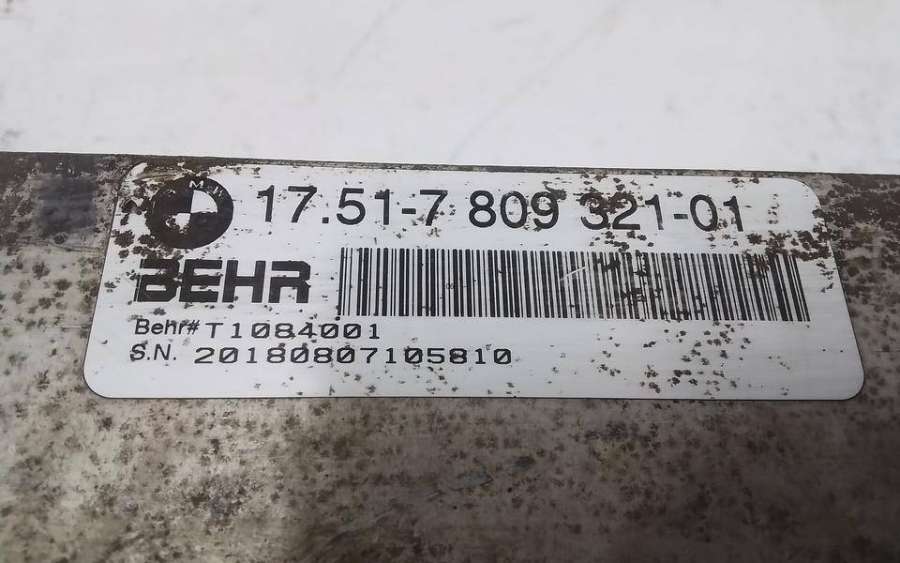 17.51-7 809 321-01
BEHR
Behr# T1084001
S.N. 20180807105810